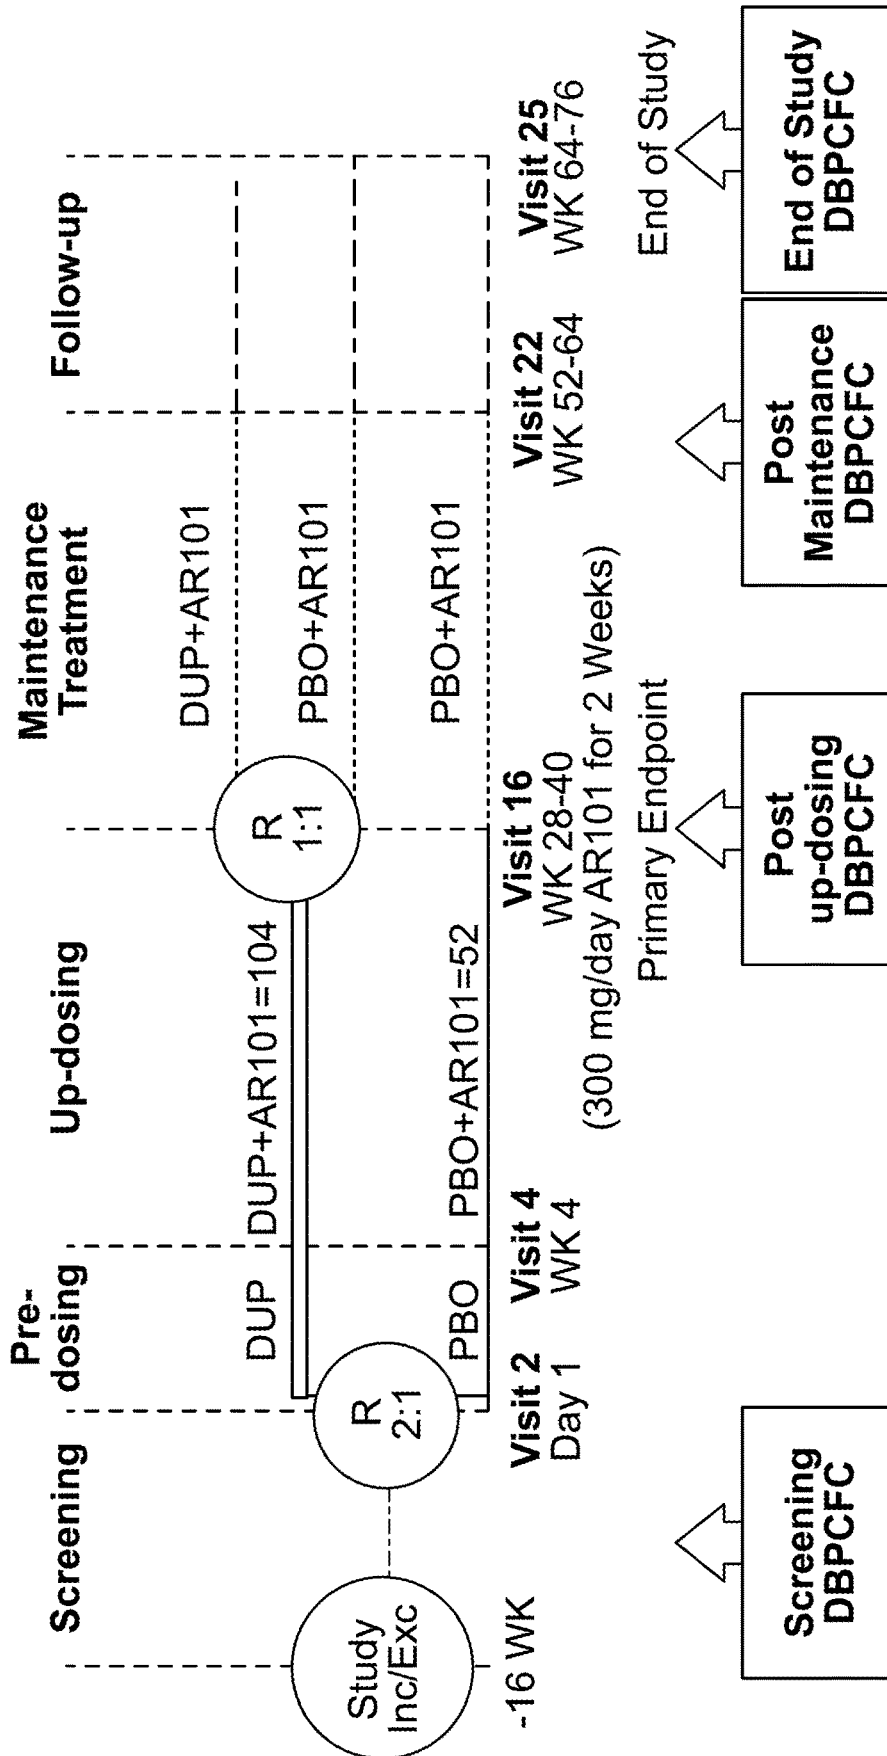 Screening
Pre-
dosing
Up-dosing
Maintenance
Treatment
Follow-up
Study
Inc/Exc
R
2:1
DUP
DUP+AR101=104
R
1:1
DUP+AR101
PBO+AR101
PBO
PBO+AR101=52
PBO+AR101
-16 WK
Visit 2
Day 1
Visit 4
WK 4
Visit 16
WK 28-40
(300 mg/day AR101 for 2 Weeks)
Primary Endpoint
Visit 22
WK 52-64
Visit 25
WK 64-76
End of Study
Screening
DBPCFC
Post
up-dosing
DBPCFC
Post
Maintenance
DBPCFC
End of Study
DBPCFC